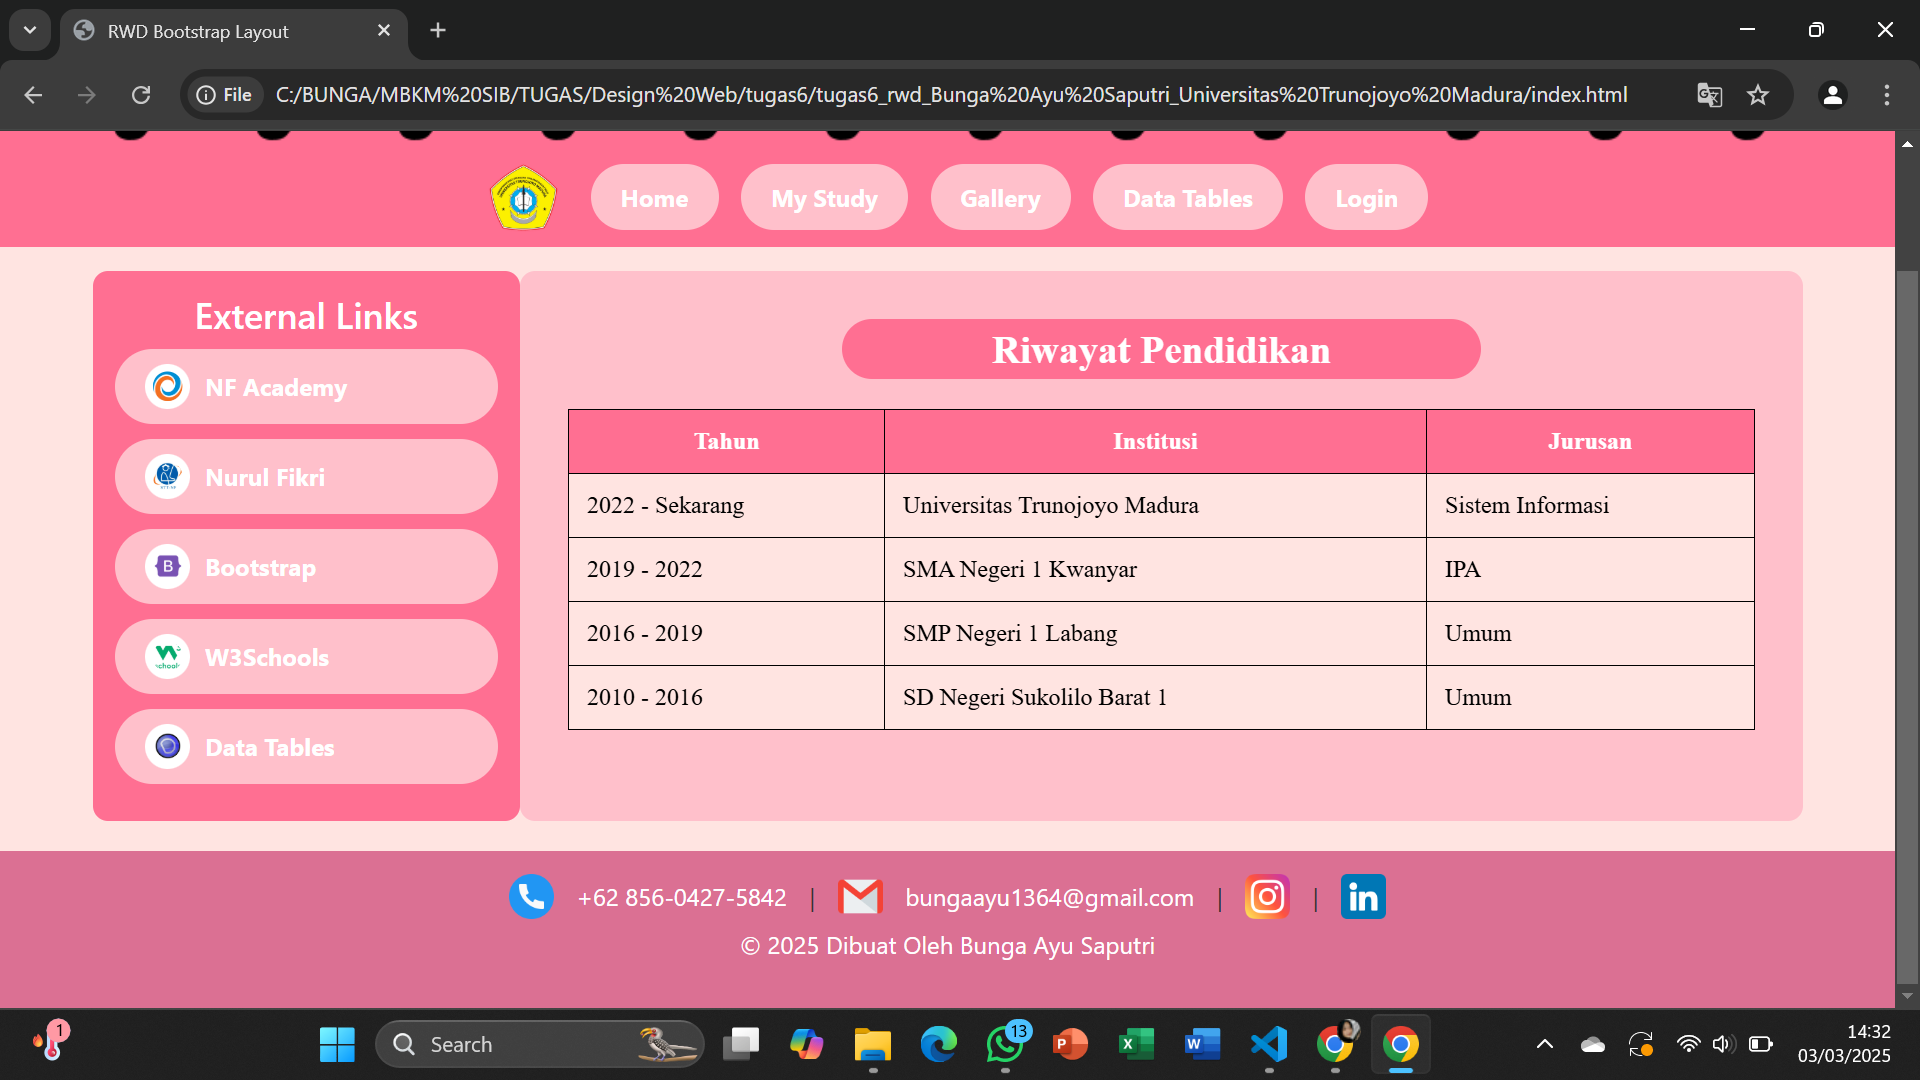 RWD Bootstrap Layout
File
C:/BUNGA/MBKM%20SIB/TUGAS/Design%20Web/tugas6/tugas6_rwd_Bunga%20Ayu%20Saputri_Universitas%20Trunojoyo%20Madura/index.html
Home My Study Gallery Data Tables Login
External Links
NF Academy
Nurul Fikri
Bootstrap
W3Schools
Data Tables
Riwayat Pendidikan
Tahun Institusi Jurusan
2022 - Sekarang Universitas Trunojoyo Madura Sistem Informasi
2019 - 2022 SMA Negeri 1 Kwanyar IPA
2016 - 2019 SMP Negeri 1 Labang Umum
2010 - 2016 SD Negeri Sukolilo Barat 1 Umum
+62 856-0427-5842 | bungaayu1364@gmail.com | |
© 2025 Dibuat Oleh Bunga Ayu Saputri
1
Search
13
14:32
03/03/2025